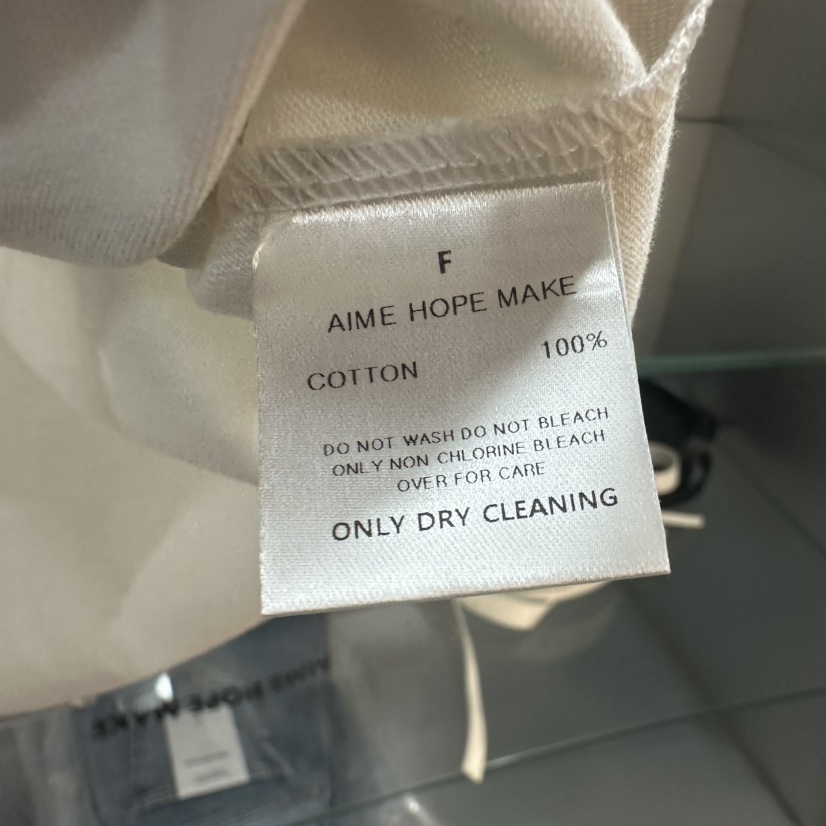 F
AIME HOPE MAKE
COTTON 100%
DO NOT WASH DO NOT BLEACH
ONLY NON CHLORINE BLEACH
OVER FOR CARE
ONLY DRY CLEANING
AIME HOPE MAKE